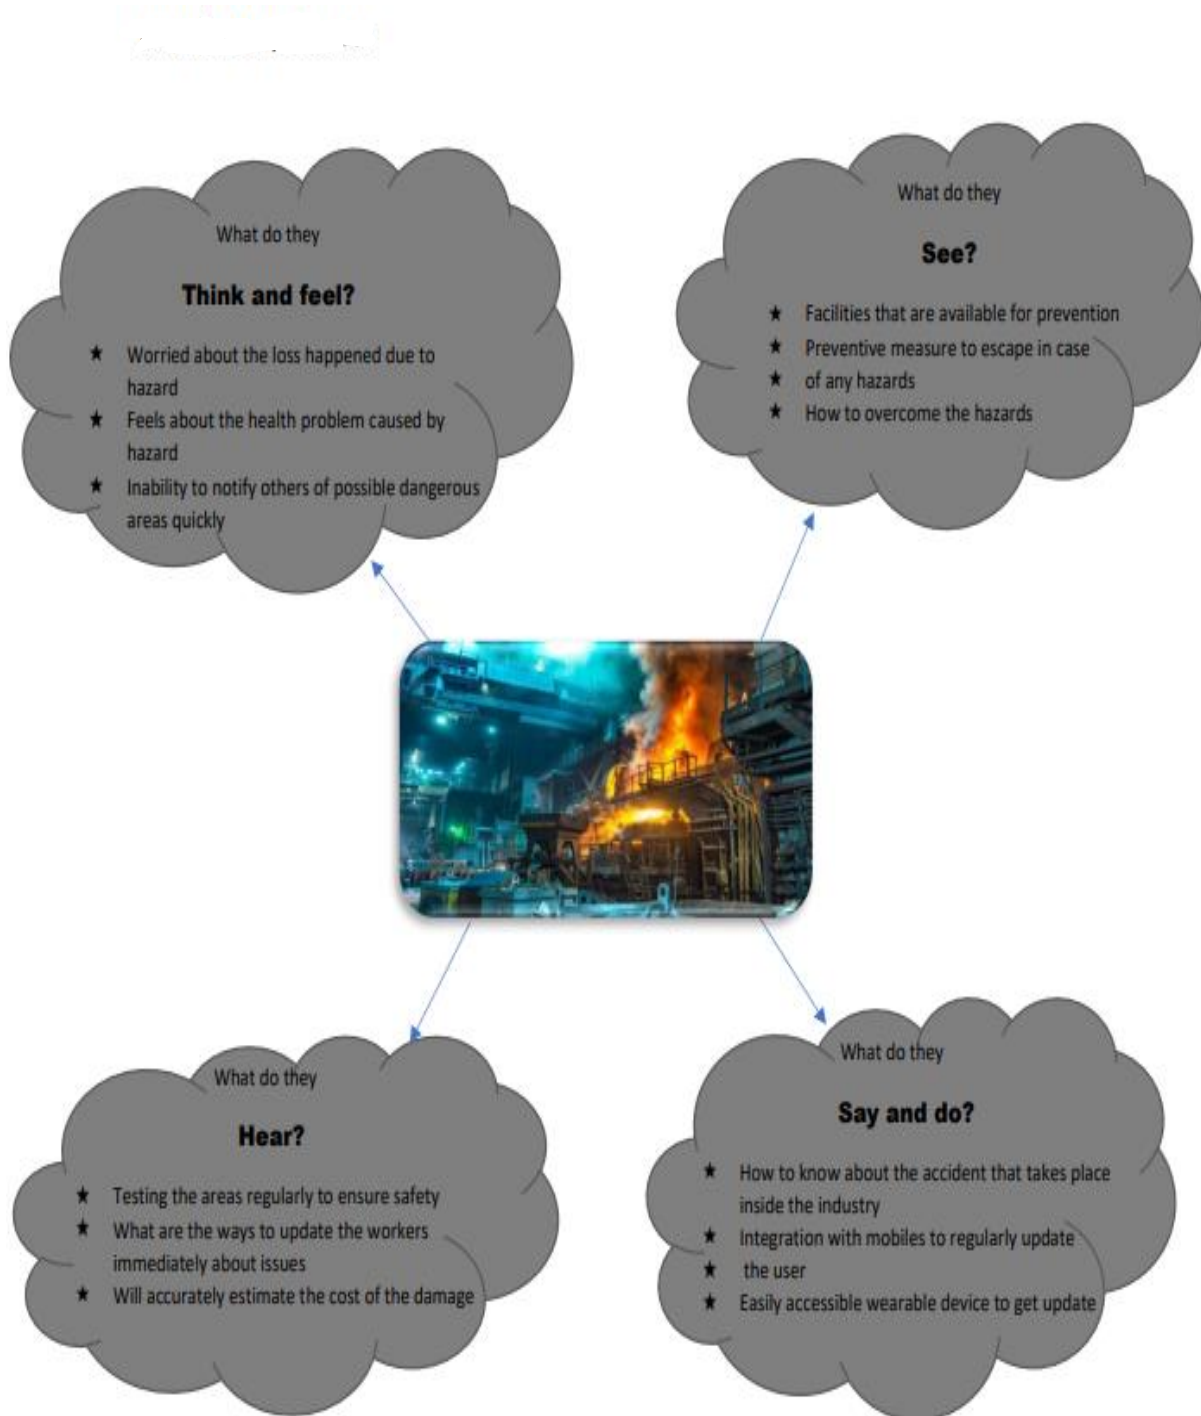 What do they
Think and feel?
★ Worried about the loss happened due to
hazard
★ Feels about the health problem caused by
hazard
★ Inability to notify others of possible dangerous
areas quickly
What do they
See?
★ Facilities that are available for prevention
★ Preventive measure to escape in case
★ of any hazards
★ How to overcome the hazards
What do they
Hear?
★ Testing the areas regularly to ensure safety
★ What are the ways to update the workers
immediately about issues
★ Will accurately estimate the cost of the damage
What do they
Say and do?
★ How to know about the accident that takes place
inside the industry
★ Integration with mobiles to regularly update
★ the user
★ Easily accessible wearable device to get update